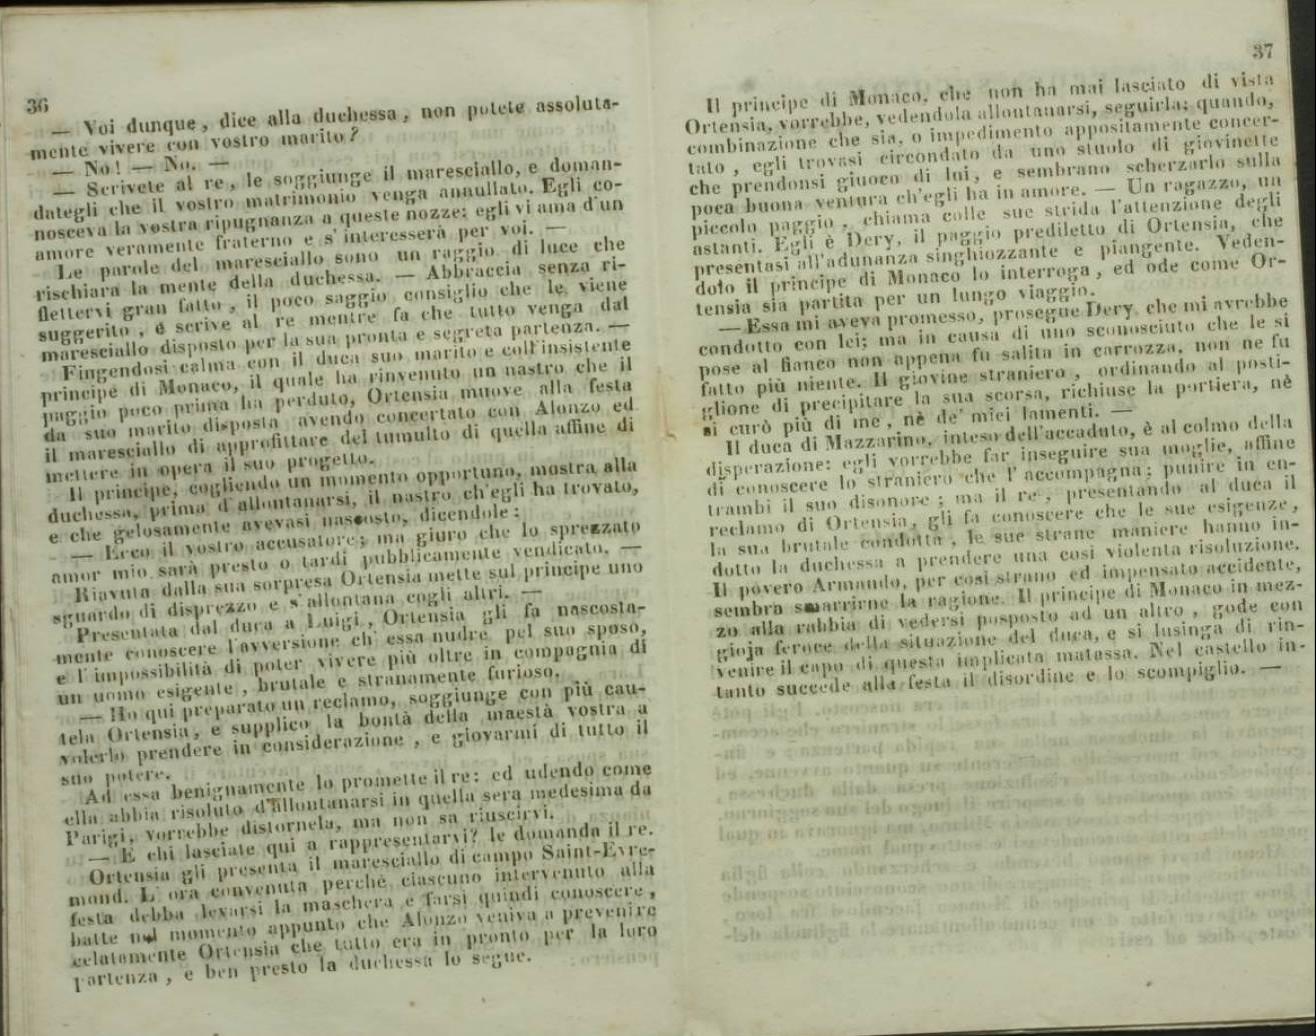 36
— Voi dunque, dice alla duchessa, non potete assoluta-
mente vivere con vostro marito?
— No! — No. —
— Scrivete al re, le soggiunge il maresciallo, e doman-
dategli che il vostro matrimonio venga annullato. Egli co-
nosceva la vostra ripugnanza a queste nozze: egli vi ama d'un
amore veramente fraterno e s'interesserà per voi. —
Le parole del maresciallo sono un raggio di luce che
rischiara la mente della duchessa. — Abbraccia senza ri-
flettervi gran fatto, il poco saggio consiglio che le viene
suggerito, e scrive al re mentre fa che tutto venga dal
maresciallo disposto per la sua pronta e segreta partenza. —
Fingendosi calma con il duca suo marito e coll'insistente
principe di Monaco, il quale ha rinvenuto un nastro che il
paggio poco prima ha perduto, Ortensia muove alla festa
da suo marito disposta avendo concertato con Alonzo ed
il maresciallo di approfittare del tumulto di quella affine di
mettere in opera il suo progetto.
Il principe, cogliendo un momento opportuno, mostra alla
duchessa, prima d'allontanarsi, il nastro ch'egli ha trovato,
e che gelosamente avevasi nascosto, dicendole:
— Ecco il vostro accusatore; ma giuro che lo sprezzato
amor mio sarà presto o tardi pubblicamente vendicato. —
Riavuta dalla sua sorpresa Ortensia mette sul principe uno
sguardo di disprezzo e s'allontana cogli altri. —
Presentata dal duca a Luigi, Ortensia gli fa nascosta-
mente conoscere l'avversione ch'essa nudre pel suo sposo,
e l'impossibilità di poter vivere più oltre in compagnia di
un uomo esigente, brutale e stranamente furioso.
— Ho qui preparato un reclamo, soggiunge con più cau-
tela Ortensia, e supplico la bontà della maestà vostra a
volerlo prendere in considerazione, e giovarmi di tutto il
suo potere.
Ad essa benignamente lo promette il re: ed udendo come
ella abbia risoluto d'allontanarsi in quella sera medesima da
Parigi, vorrebbe distornela, ma non sa riuscirvi.
— E chi lasciate qui a rappresentarvi? le domanda il re.
Ortensia gli presenta il maresciallo di campo Saint-Evre-
mond. L'ora convenuta perchè ciascuno intervenuto alla
festa debba levarsi la maschera e farsi quindi conoscere,
batte nel momento appunto che Alonzo veniva a prevenire
celatamente Ortensia che tutto era in pronto per la loro
partenza, e ben presto la duchessa lo segue.
37
Il principe di Monaco, che non ha mai lasciato di vista
Ortensia, vorrebbe, vedendola allontanarsi, seguirla; quando,
combinazione che sia, o impedimento appositamente concer-
tato, egli trovasi circondato da uno stuolo di giovinette
che prendonsi giuoco di lui, e sembrano scherzarlo sulla
poca buona ventura ch'egli ha in amore. — Un ragazzo, un
piccolo paggio, chiama colle sue strida l'attenzione degli
astanti. Egli è Dery, il paggio prediletto di Ortensia, che
presentasi all'adunanza singhiozzante e piangente. Veden-
dolo il principe di Monaco lo interroga, ed ode come Or-
tensia sia partita per un lungo viaggio.
— Essa mi aveva promesso, prosegue Dery, che mi avrebbe
condotto con lei; ma in causa di uno sconosciuto che le si
pose al fianco non appena fu salita in carrozza, non ne fu
fatto più niente. Il giovine straniero, ordinando al posti-
glione di precipitare la sua scorsa, richiuse la portiera, nè
si curò più di me, nè de' miei lamenti. —
Il duca di Mazzarino, inteso dell'accaduto, è al colmo della
disperazione: egli vorrebbe far inseguire sua moglie, affine
di conoscere lo straniero che l'accompagna; punire in en-
trambi il suo disonore; ma il re, presentando al duca il
reclamo di Ortensia, gli fa conoscere che le sue esigenze,
la sua brutale condotta, le sue strane maniere hanno in-
dotto la duchessa a prendere una così violenta risoluzione.
Il povero Armando, per così strano ed impensato accidente,
sembra smarrirne la ragione. Il principe di Monaco in mez-
zo alla rabbia di vedersi posposto ad un altro, gode con
gioja feroce della situazione del duca, e si lusinga di rin-
venire il capo di questa implicata matassa. Nel castello in-
tanto succede alla festa il disordine e lo scompiglio. —